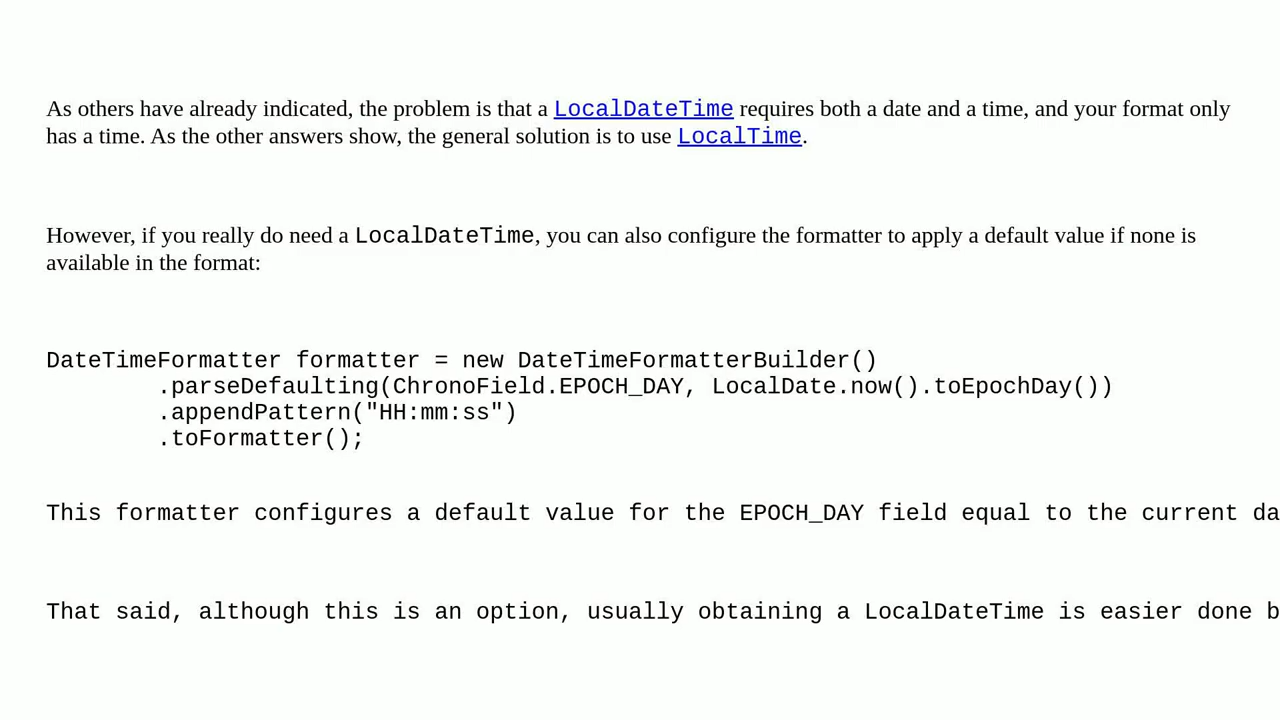 As others have already indicated, the problem is that a LocalDateTime requires both a date and a time, and your format only
has a time. As the other answers show, the general solution is to use LocalTime.
However, if you really do need a LocalDateTime, you can also configure the formatter to apply a default value if none is
available in the format:
DateTimeFormatter formatter = new DateTimeFormatterBuilder()
        .parseDefaulting(ChronoField.EPOCH_DAY, LocalDate.now().toEpochDay())
        .appendPattern("HH:mm:ss")
        .toFormatter();
This formatter configures a default value for the EPOCH_DAY field equal to the current
That said, although this is an option, usually obtaining a LocalDateTime is easier done